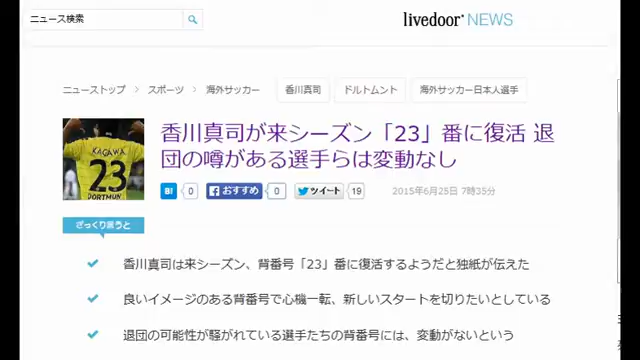 ニュース検索
livedoor NEWS
ニューストップ > スポーツ > 海外サッカー 香川真司 ドルトムント 海外サッカー日本人選手
香川真司が来シーズン「23」番に復活 退
団の噂がある選手らは変動なし
KAGAWA
23
DORTMUN
B! 0 おすすめ 0 ツイート 19 2015年6月25日 7時35分
ざっくり言うと
香川真司は来シーズン、背番号「23」番に復活するようだと独紙が伝えた
良いイメージのある背番号で心機一転、新しいスタートを切りたいとしている
退団の可能性が騒がれている選手たちの背番号には、変動がないという